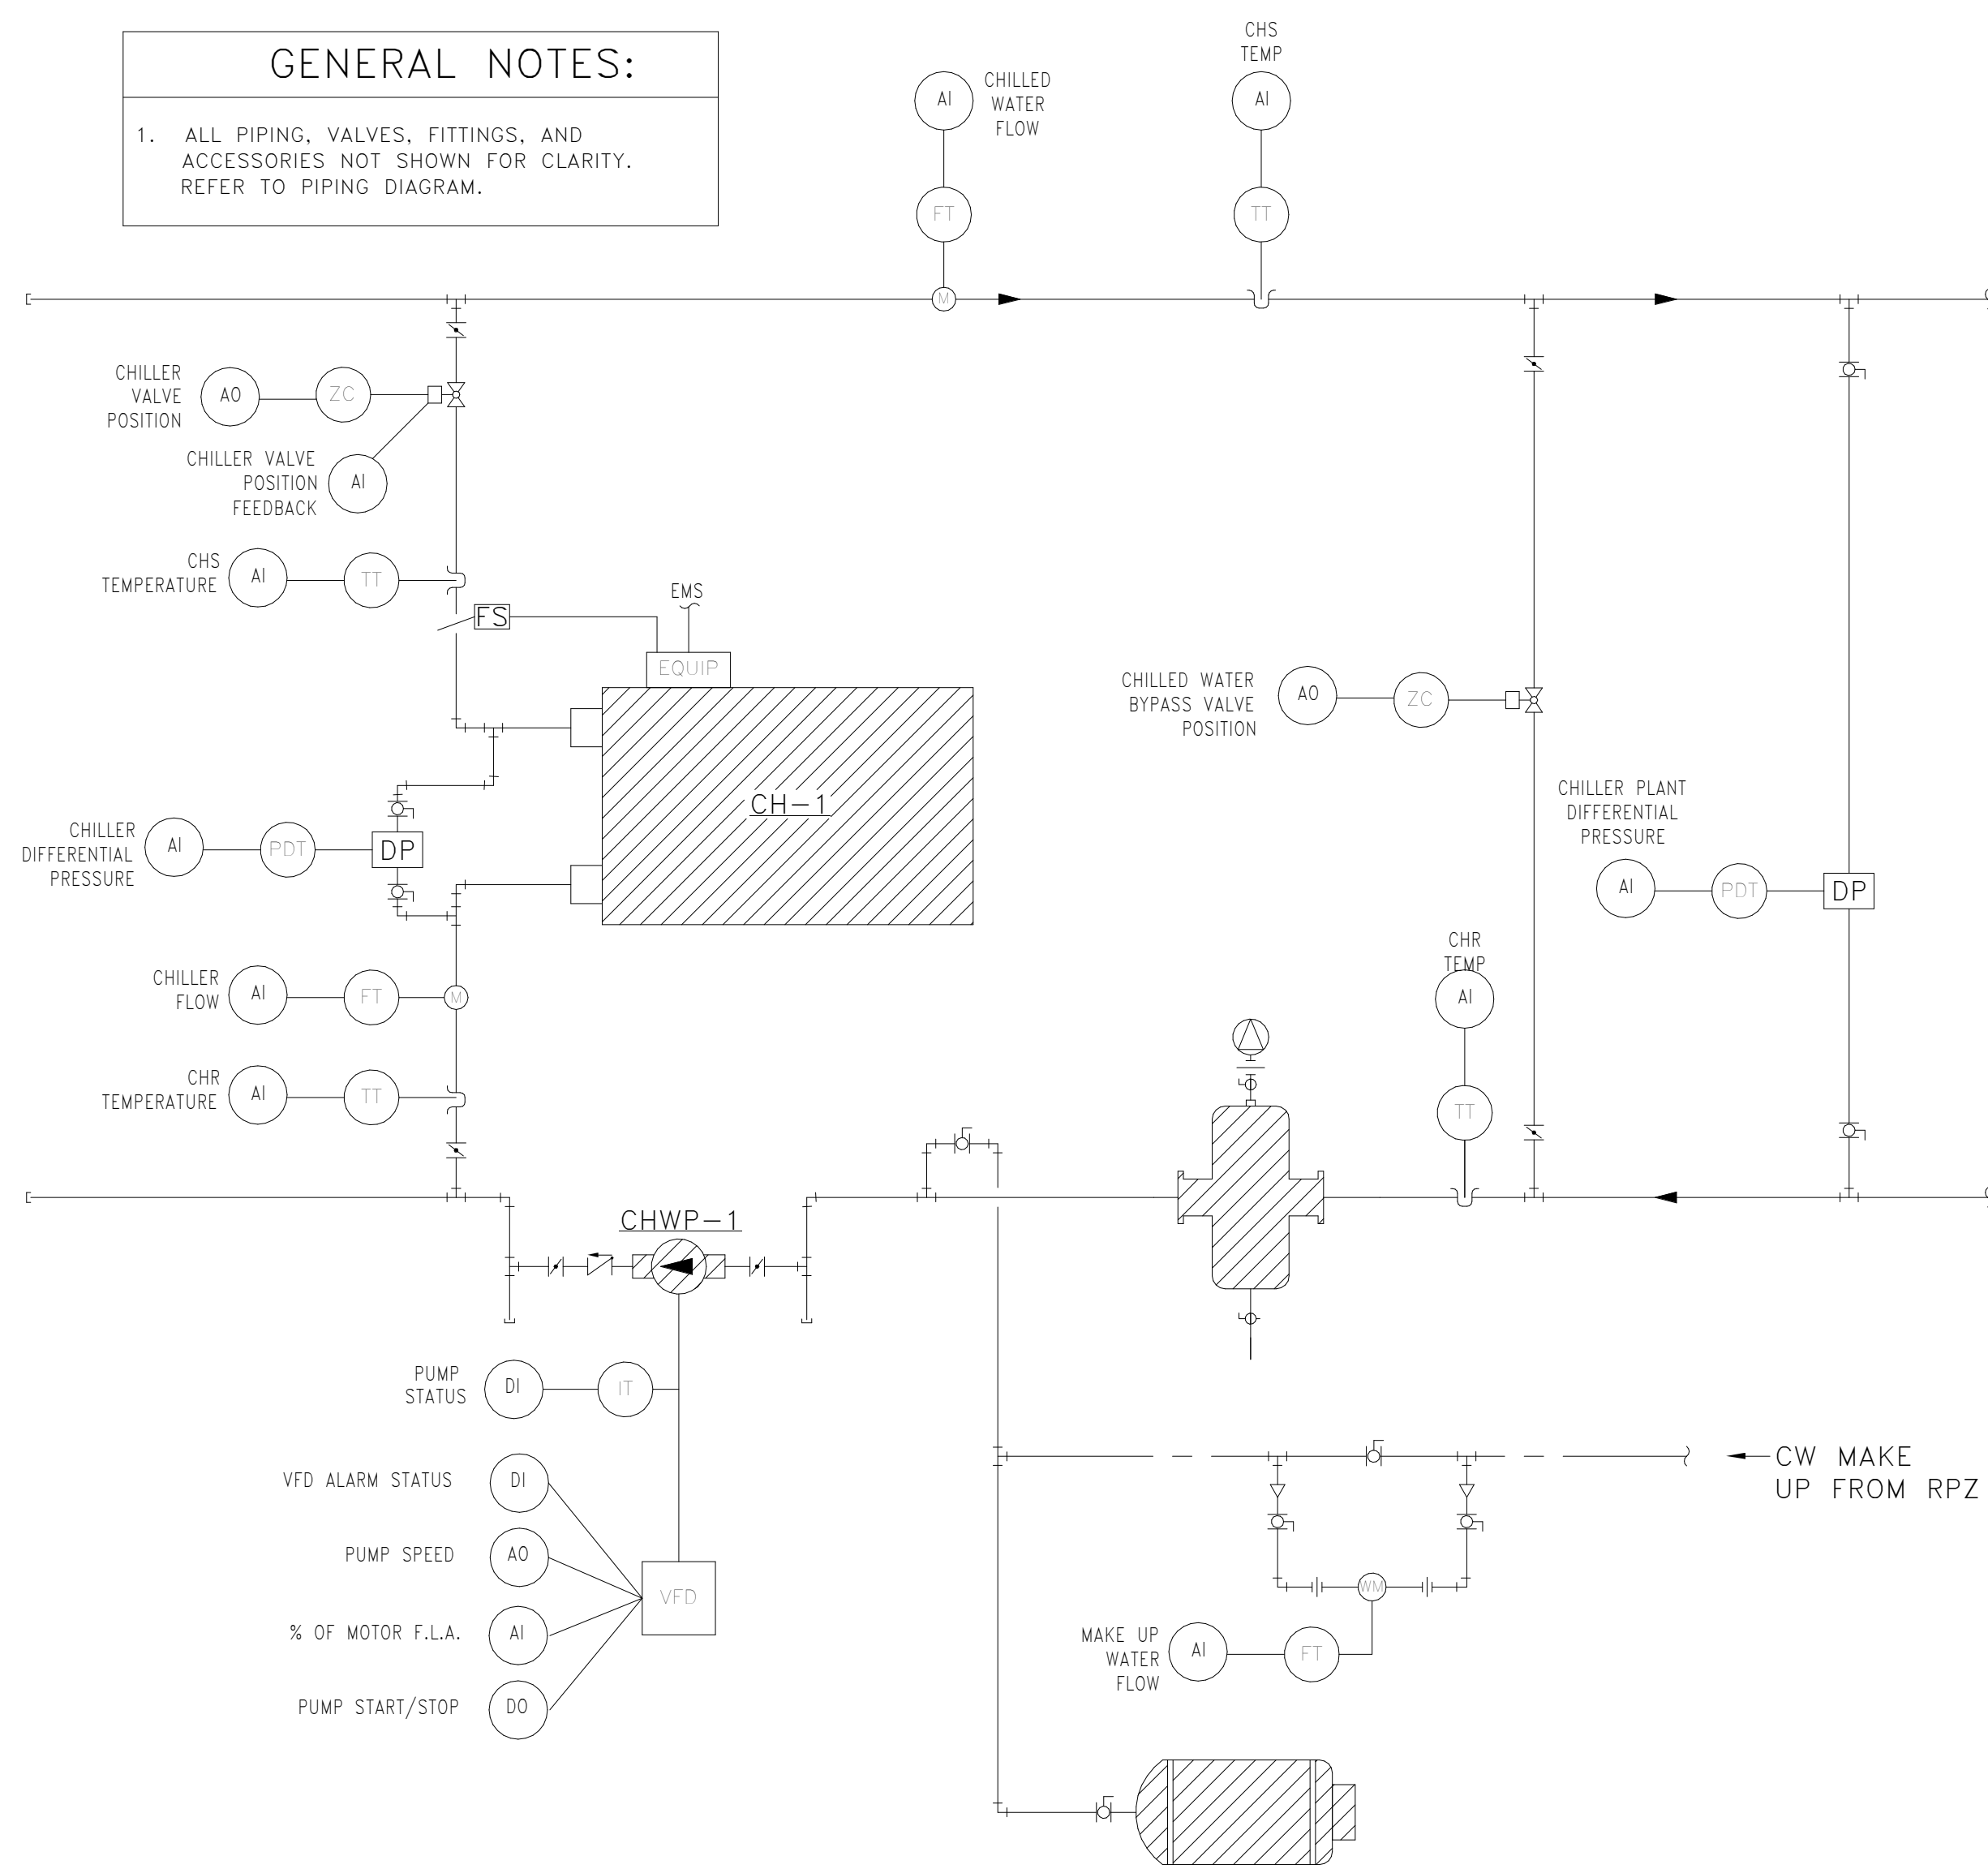 GENERAL NOTES:
1. ALL PIPING, VALVES, FITTINGS, AND
ACCESSORIES NOT SHOWN FOR CLARITY.
REFER TO PIPING DIAGRAM.
AI
CHILLED
WATER
FLOW
FT
M
CHS
TEMP
AI
TT
CHILLER
VALVE
POSITION
AO
ZC
CHILLER VALVE
POSITION
FEEDBACK
AI
CHS
TEMPERATURE
AI
TT
FS
EMS
EQUIP
CH-1
CHILLER
DIFFERENTIAL
PRESSURE
AI
PDT
DP
CHILLER
FLOW
AI
FT
M
CHR
TEMPERATURE
AI
TT
CHILLED WATER
BYPASS VALVE
POSITION
AO
ZC
CHILLER PLANT
DIFFERENTIAL
PRESSURE
AI
PDT
DP
CHR
TEMP
AI
TT
CHWP-1
PUMP
STATUS
DI
IT
VFD ALARM STATUS
DI
PUMP SPEED
AO
% OF MOTOR F.L.A.
AI
PUMP START/STOP
DO
VFD
CW MAKE
UP FROM RPZ
WM
MAKE UP
WATER
FLOW
AI
FT